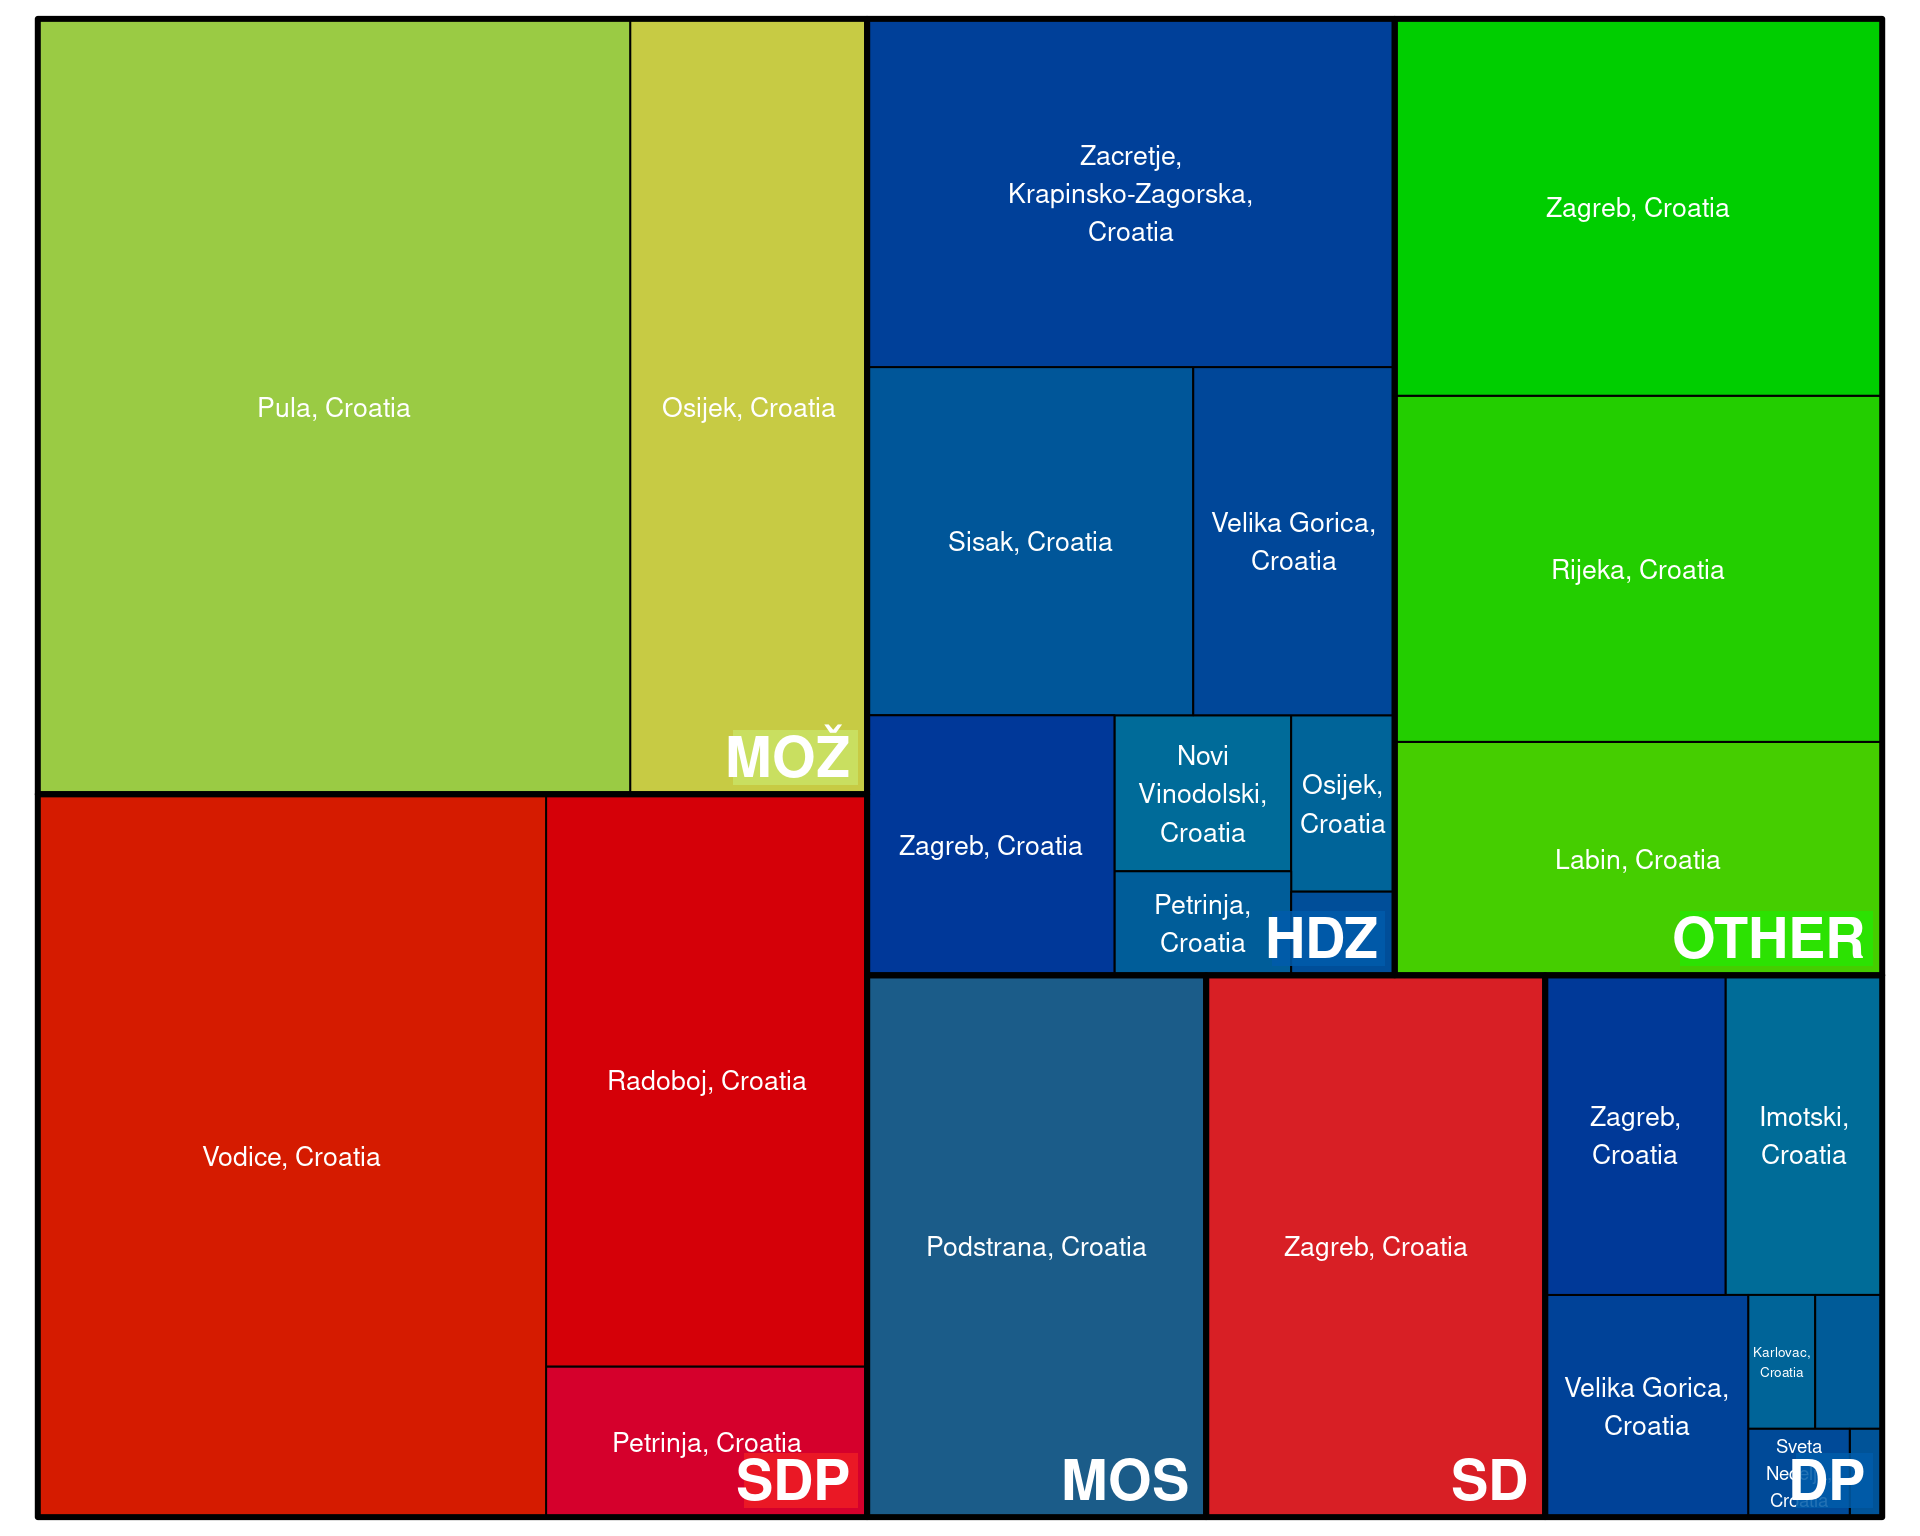 Pula, Croatia
Osijek, Croatia
MOŽ
Vodice, Croatia
Radoboj, Croatia
Petrinja, Croatia
SDP
Zacretje,
Krapinsko-Zagorska,
Croatia
Sisak, Croatia
Velika Gorica,
Croatia
Zagreb, Croatia
Novi
Vinodolski,
Croatia
Osijek,
Croatia
Petrinja,
Croatia
HDZ
Zagreb, Croatia
Rijeka, Croatia
Labin, Croatia
OTHER
Podstrana, Croatia
MOS
Zagreb, Croatia
SD
Zagreb,
Croatia
Imotski,
Croatia
Velika Gorica,
Croatia
Karlovac,
Croatia
Sveta
Croatia
DP